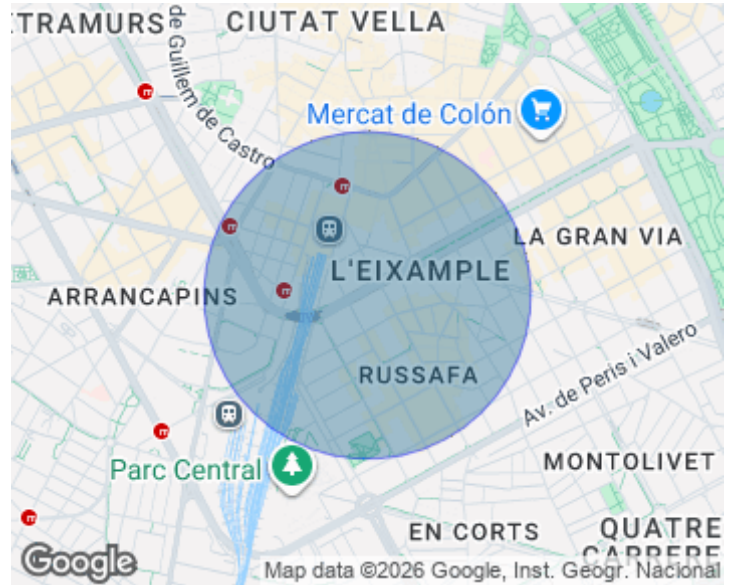 XTRAMURS
CIUTAT VELLA
de Guillem de Castro
Mercat de Colón
LA GRAN VIA
L'EIXAMPLE
ARRANCAPINS
RUSSAFA
Av. de Peris i Valero
Parc Central
MONTOLIVET
EN CORTS
QUATRE
CARRERE
Google
Map data ©2026 Google, Inst. Geogr. Nacional